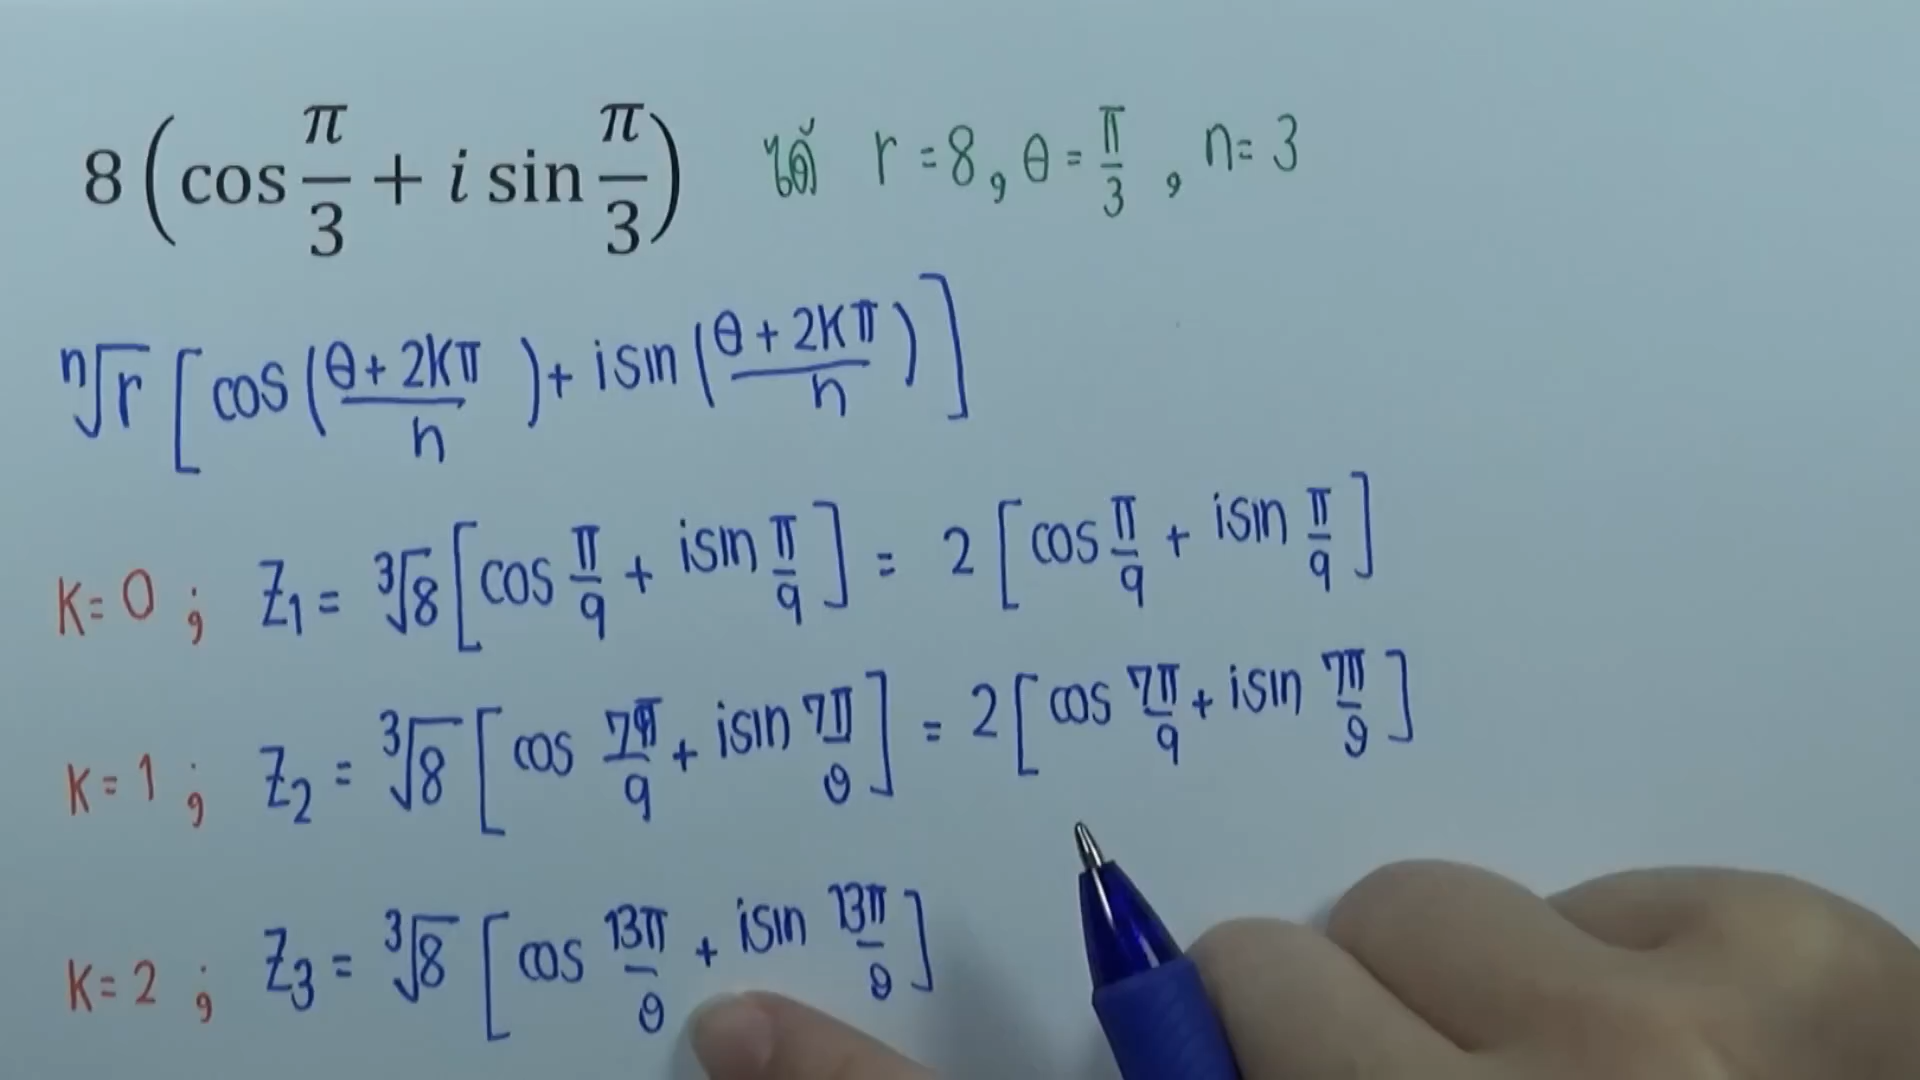 8 (cos π/3 + i sin π/3) ได้ r = 8, θ = π/3, n = 3
ⁿ√r [cos (θ + 2kπ / n) + i sin (θ + 2kπ / n)]
k = 0 ; Z₁ = ³√8 [cos π/9 + i sin π/9] = 2 [cos π/9 + i sin π/9]
k = 1 ; Z₂ = ³√8 [cos 7π/9 + i sin 7π/9] = 2 [cos 7π/9 + i sin 7π/9]
k = 2 ; Z₃ = ³√8 [cos 13π/9 + i sin 13π/9]